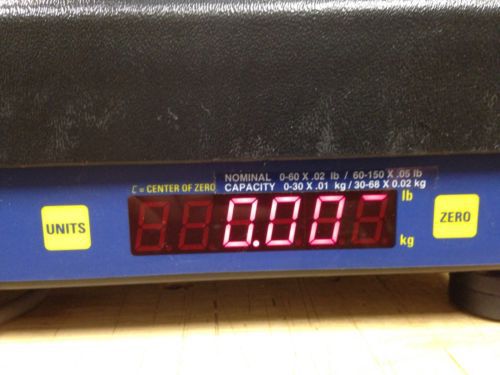 NOMINAL 0-60 X .02 lb / 60-150 X .05 lb
C = CENTER OF ZERO CAPACITY 0-30 X .01 kg / 30-68 X 0.02 kg
lb
UNITS 0.00 ZERO
kg